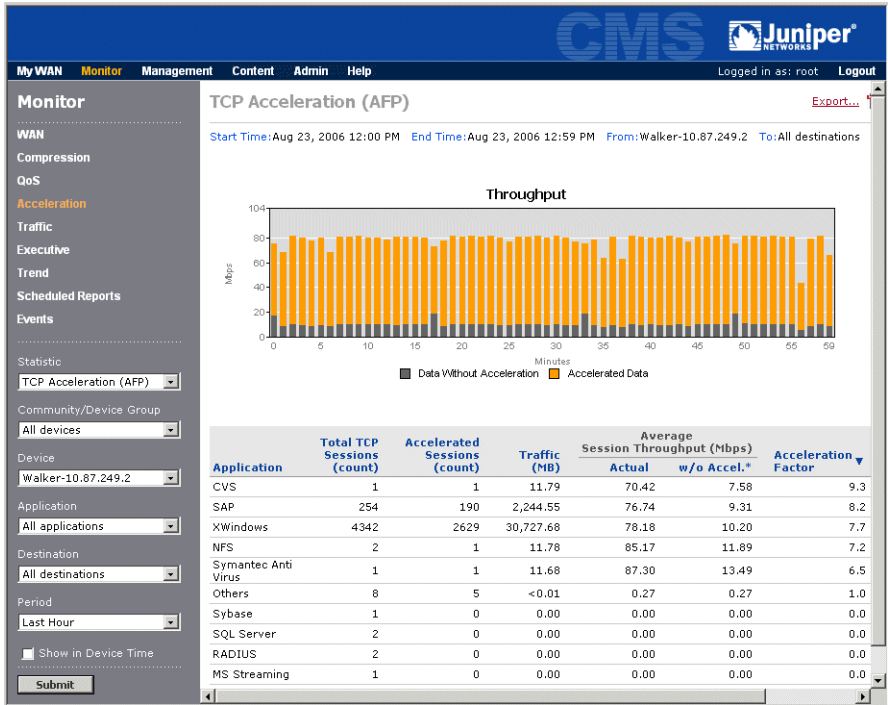 CMS
Juniper®
NETWORKS
My WAN Monitor Management Content Admin Help Logged in as: root Logout
Monitor
WAN
Compression
QoS
Acceleration
Traffic
Executive
Trend
Scheduled Reports
Events
Statistic
TCP Acceleration (AFP)
Community/Device Group
All devices
Device
Walker-10.87.249.2
Application
All applications
Destination
All destinations
Period
Last Hour
Show in Device Time
Submit
TCP Acceleration (AFP) Export...
Start Time:Aug 23, 2006 12:00 PM End Time:Aug 23, 2006 12:59 PM From:Walker-10.87.249.2 To:All destinations
Throughput
104
80
60
40
20
0
Mbps
0 5 10 15 20 25 30 35 40 45 50 55 59
Minutes
Data Without Acceleration Accelerated Data
Average
Session Throughput (Mbps)
Application Total TCP Sessions (count) Accelerated Sessions (count) Traffic (MB) Actual w/o Accel.* Acceleration Factor
CVS 1 1 11.79 70.42 7.58 9.3
SAP 254 190 2,244.55 76.74 9.31 8.2
XWindows 4342 2629 30,727.68 78.18 10.20 7.7
NFS 2 1 11.78 85.17 11.89 7.2
Symantec Anti Virus 1 1 11.68 87.30 13.49 6.5
Others 8 5 <0.01 0.27 0.27 1.0
Sybase 1 0 0.00 0.00 0.00 0.0
SQL Server 2 0 0.00 0.00 0.00 0.0
RADIUS 2 0 0.00 0.00 0.00 0.0
MS Streaming 1 0 0.00 0.00 0.00 0.0